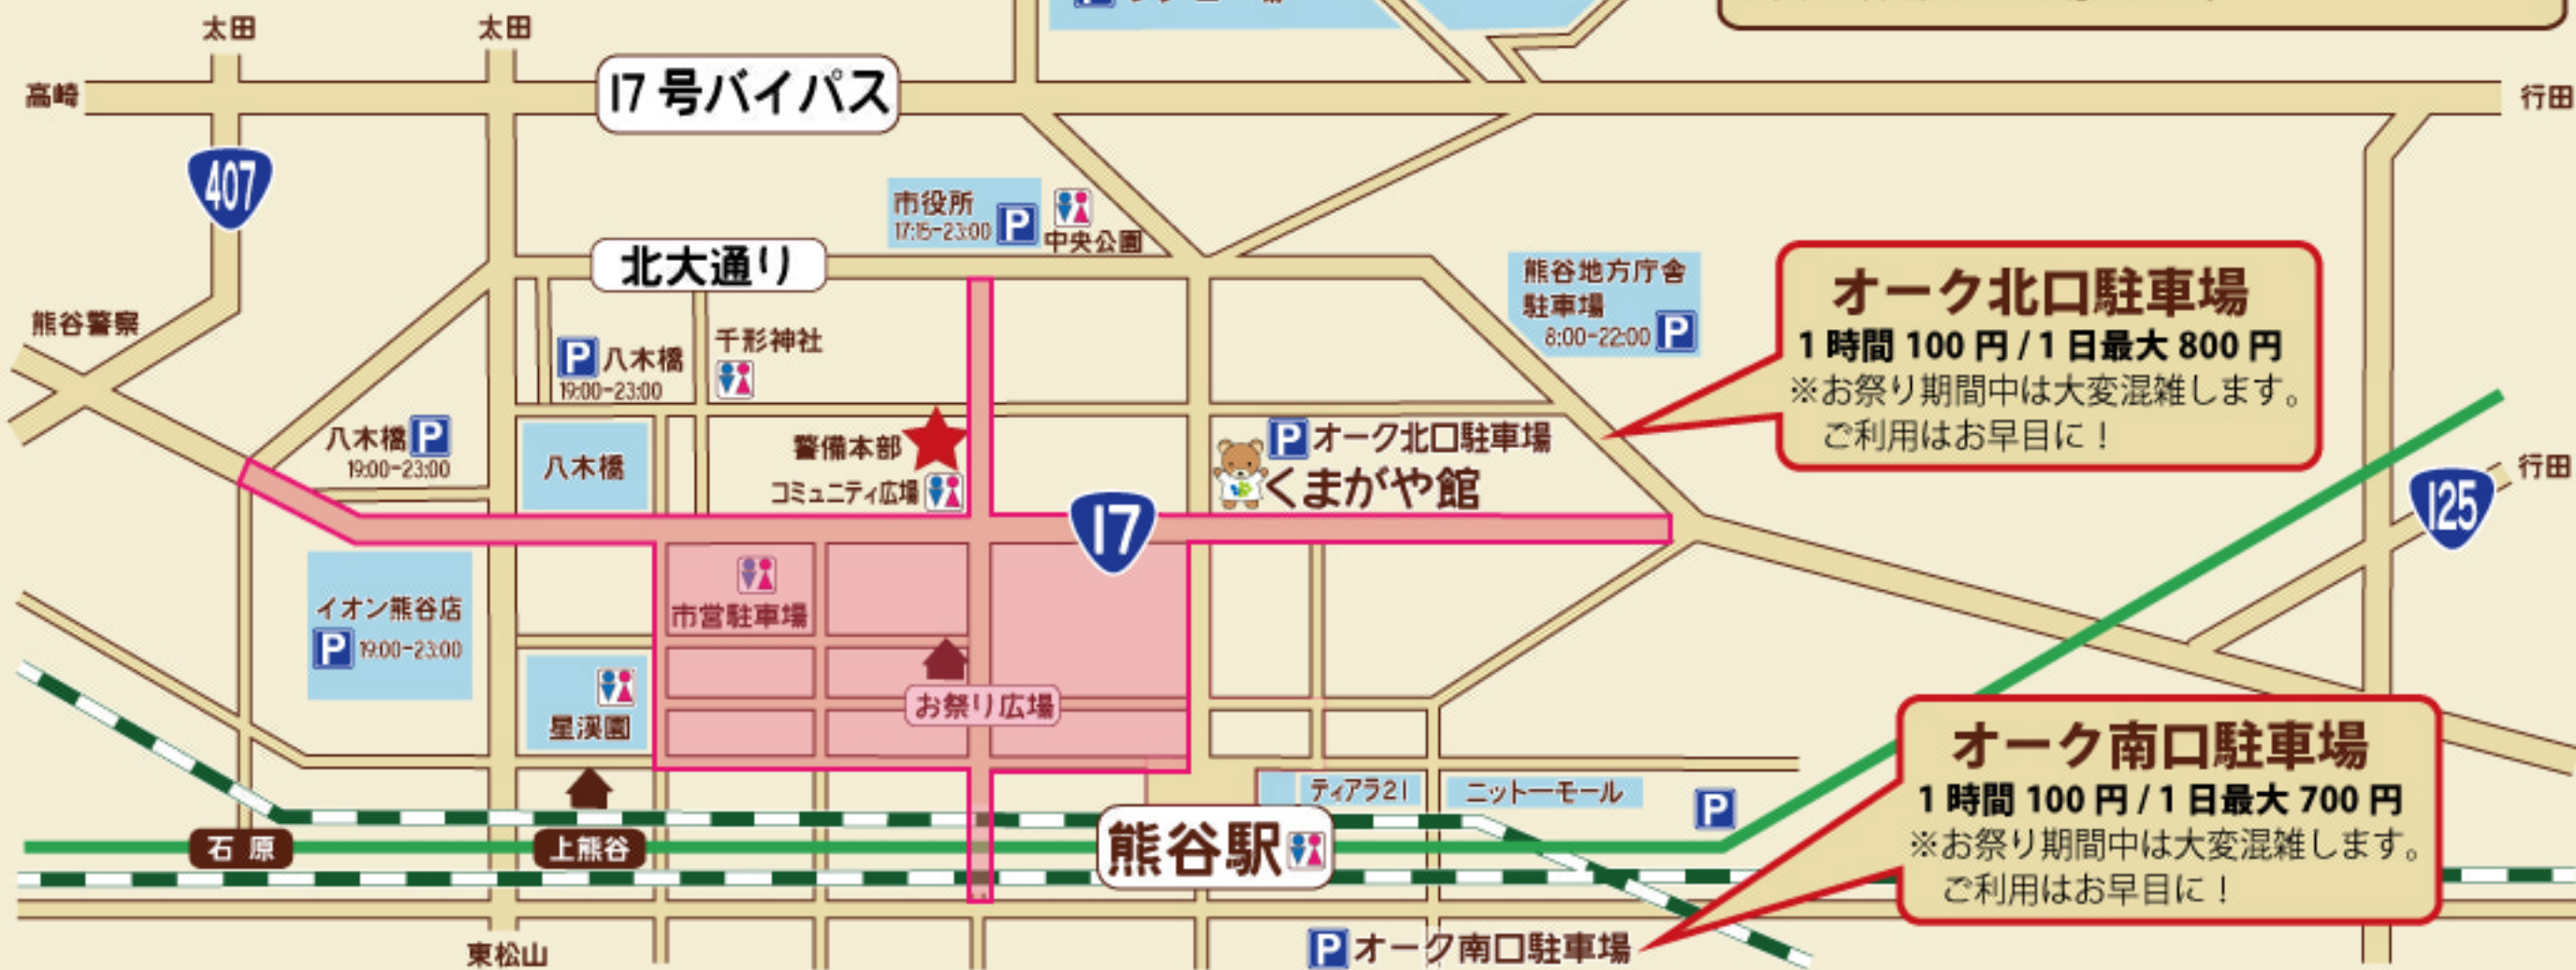 太田
太田
高崎
17号バイパス
行田
407
市役所
17:15-23:00
P
中央公園
北大通り
熊谷地方庁舎
駐車場
8:00-22:00
P
オーク北口駐車場
1時間100円/1日最大800円
※お祭り期間中は大変混雑します。
ご利用はお早目に！
熊谷警察
P
八木橋
19:00-23:00
千形神社
八木橋
P
19:00-23:00
八木橋
警備本部
コミュニティ広場
P
オーク北口駐車場
くまがや館
17
行田
125
市営駐車場
イオン熊谷店
P
19:00-23:00
星溪園
お祭り広場
ティアラ21
ニットーモール
P
オーク南口駐車場
1時間100円/1日最大700円
※お祭り期間中は大変混雑します。
ご利用はお早目に！
石原
上熊谷
熊谷駅
東松山
P
オーク南口駐車場